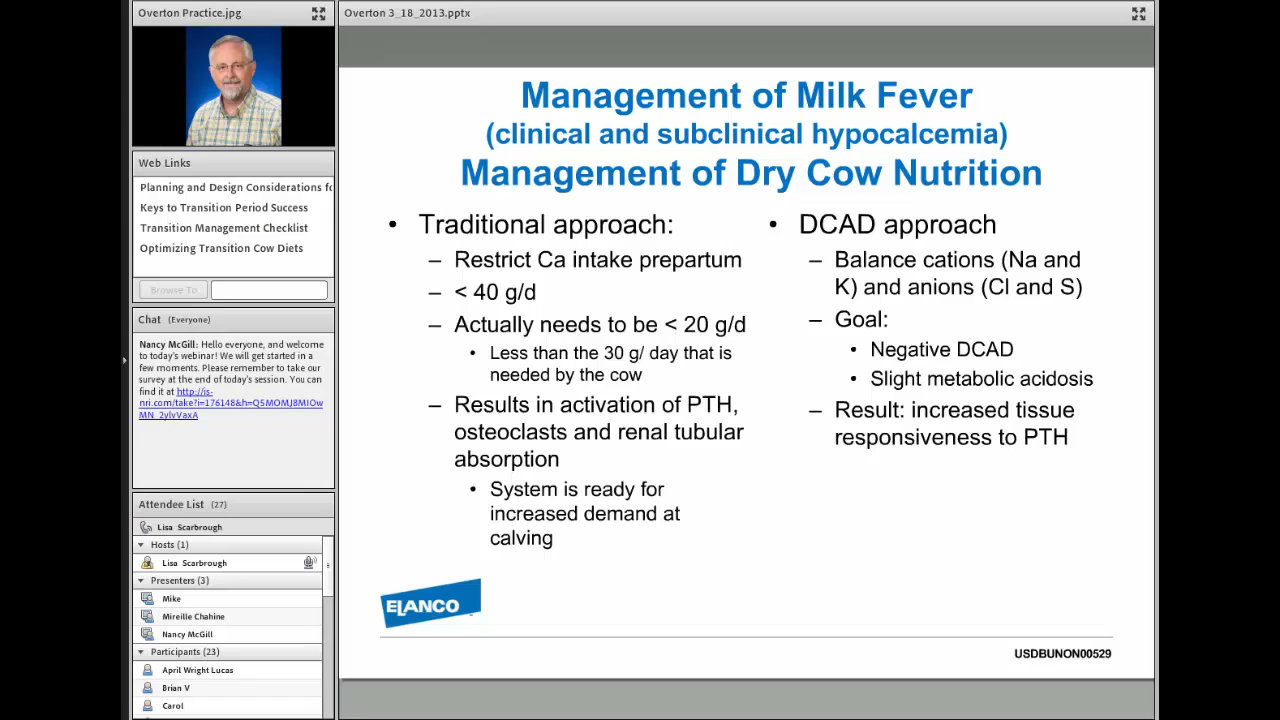 Overton Practice.jpg
Web Links
Planning and Design Considerations fo
Keys to Transition Period Success
Transition Management Checklist
Optimizing Transition Cow Diets
Browse To
Chat (Everyone)
Nancy McGill: Hello everyone, and welcome
to today's webinar! We will get started in a
few moments. Please remember to take our
survey at the end of today's session. You can
find it at http://is-
nri.com/take?i=176148&h=Q5MOMJ8MIOw
MN_2ylvVaxA
Attendee List (27)
Lisa Scarbrough
Hosts (1)
Lisa Scarbrough
Presenters (3)
Mike
Mireille Chahine
Nancy McGill
Participants (23)
April Wright Lucas
Brian V
Carol
Overton 3_18_2013.pptx
Management of Milk Fever
(clinical and subclinical hypocalcemia)
Management of Dry Cow Nutrition
• Traditional approach:
– Restrict Ca intake prepartum
– < 40 g/d
– Actually needs to be < 20 g/d
• Less than the 30 g/ day that is
needed by the cow
– Results in activation of PTH,
osteoclasts and renal tubular
absorption
• System is ready for
increased demand at
calving
• DCAD approach
– Balance cations (Na and
K) and anions (Cl and S)
– Goal:
• Negative DCAD
• Slight metabolic acidosis
– Result: increased tissue
responsiveness to PTH
ELANCO
USDBUNON00529